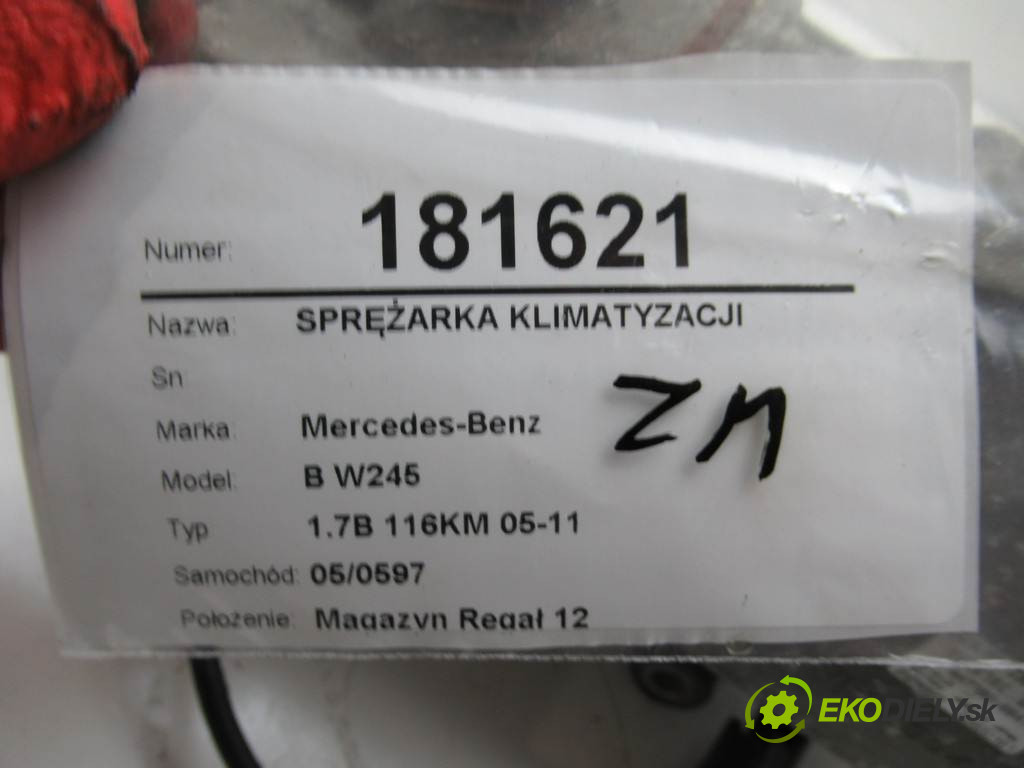 Numer: 181621
Nazwa: SPRĘŻARKA KLIMATYZACJI
Sn
Marka: Mercedes-Benz
Model: B W245
Typ 1.7B 116KM 05-11
Samochód: 05/0597
Położenie: Magazyn Regał 12
ZM
EKODIELY.sk